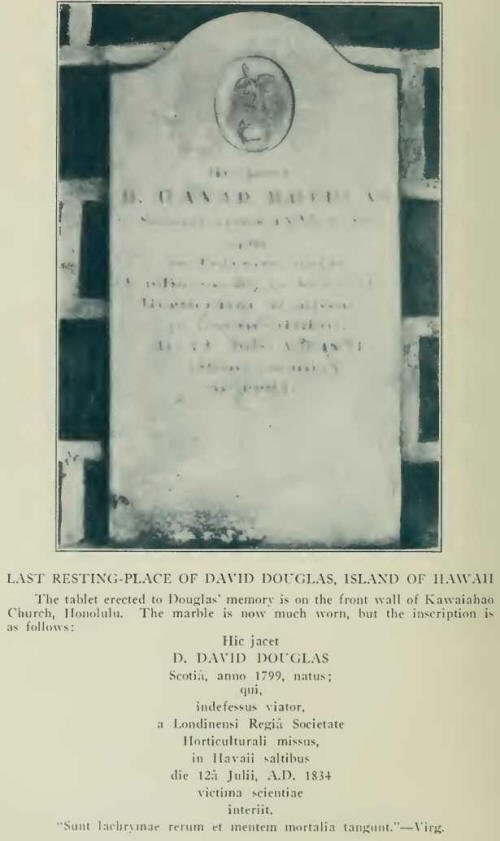 D. DAVID
LAST RESTING-PLACE OF DAVID DOUGLAS, ISLAND OF HAWAII
The tablet erected to Douglas' memory is on the front wall of Kawaiahao
Church, Honolulu. The marble is now much worn, but the inscription is
as follows:
Hic jacet
D. DAVID DOUGLAS
Scotiâ, anno 1799, natus;
qui,
indefessus viator,
a Londinensi Regiâ Societate
Horticulturali missus,
in Havaii saltibus
die 12â Julii, A.D. 1834
victima scientiae
interiit.
"Sunt lachrymae rerum et mentem mortalia tangunt."—Virg.